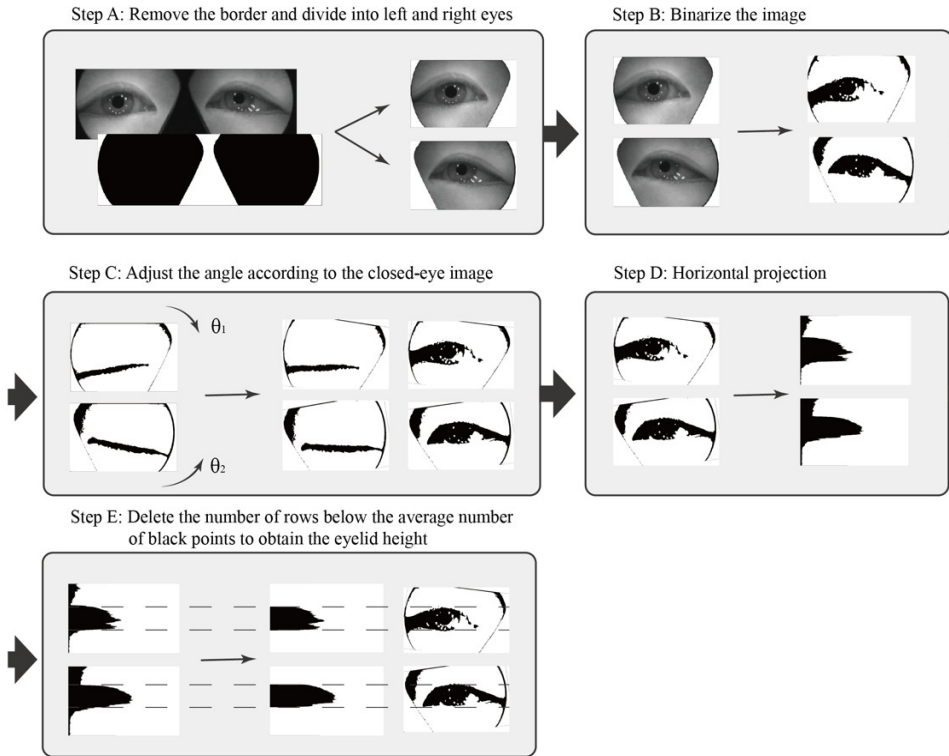 Step A: Remove the border and divide into left and right eyes
Step B: Binarize the image
Step C: Adjust the angle according to the closed-eye image
θ1
θ2
Step D: Horizontal projection
Step E: Delete the number of rows below the average number
of black points to obtain the eyelid height